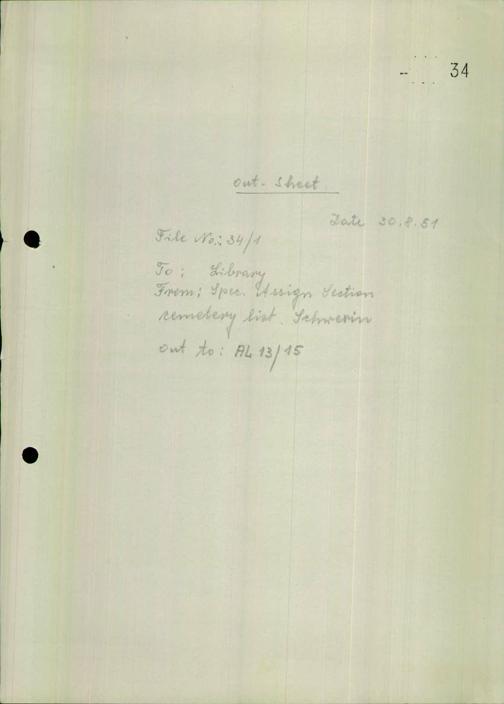 34
Out-Sheet
Date 30.8.51
File No.: 34/1
To: Library
From: Spec. Assign Section
cemetery list. Schwerin
out to: AL 13/15